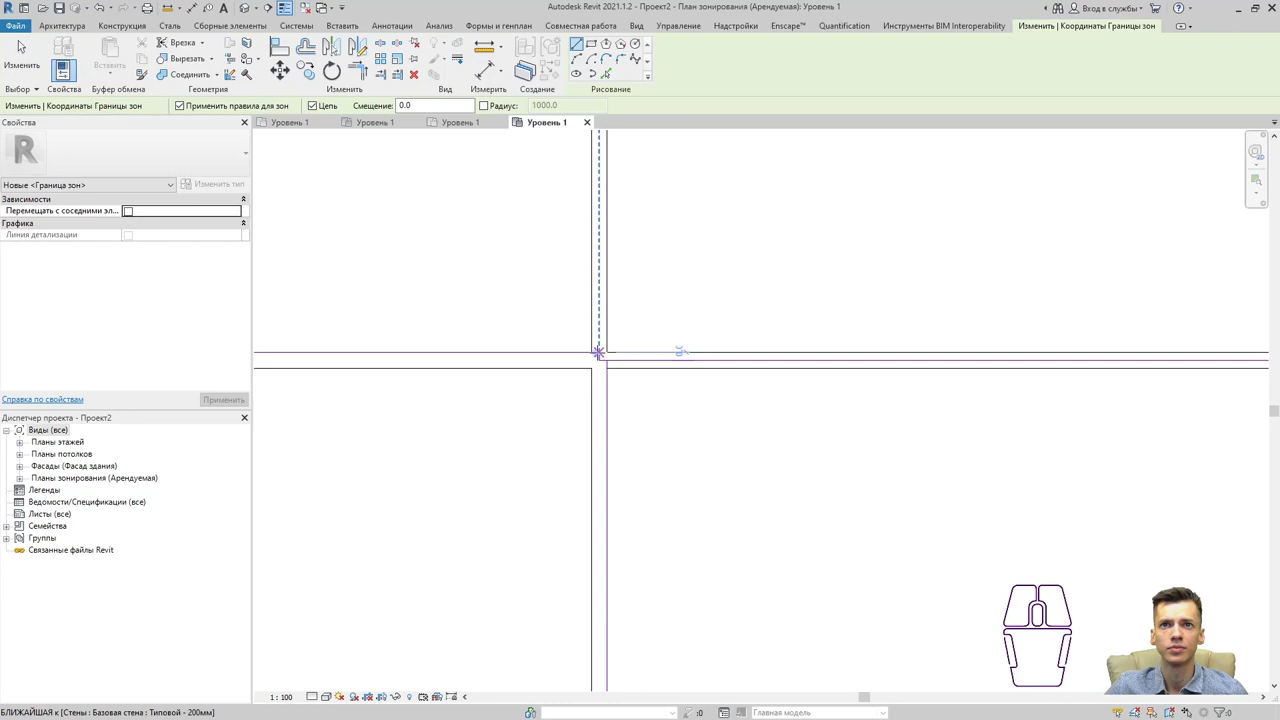 Autodesk Revit 2021.1.2 - Проект2 - План зонирования (Арендуемая): Уровень 1
Вход в службы
Файл Архитектура Конструкция Сталь Сборные элементы Системы Вставить Аннотации Анализ Формы и генплан Совместная работа Вид Управление Надстройки Enscape™ Quantification Инструменты BIM Interoperability Изменить | Координаты Границы зон
Изменить Вставить
Врезка
Вырезать
Соединить
Выбор Свойства Буфер обмена Геометрия Изменить Вид Измерить Создание Рисование
Изменить | Координаты Границы зон Применить правила для зон Цепь Смещение: 0.0 Радиус: 1000.0
Свойства
Уровень 1 Уровень 1 Уровень 1 Уровень 1
Новые <Граница зон> Изменить тип
Зависимости
Перемещать с соседними эл...
Графика
Линия детализации
Справка по свойствам Применить
Диспетчер проекта - Проект2
Виды (все)
Планы этажей
Планы потолков
Фасады (Фасад здания)
Планы зонирования (Арендуемая)
Легенды
Ведомости/Спецификации (все)
Листы (все)
Семейства
Группы
Связанные файлы Revit
1 : 100
БЛИЖАЙШАЯ к [Стены : Базовая стена : Типовой - 200мм]
:0 Главная модель :0